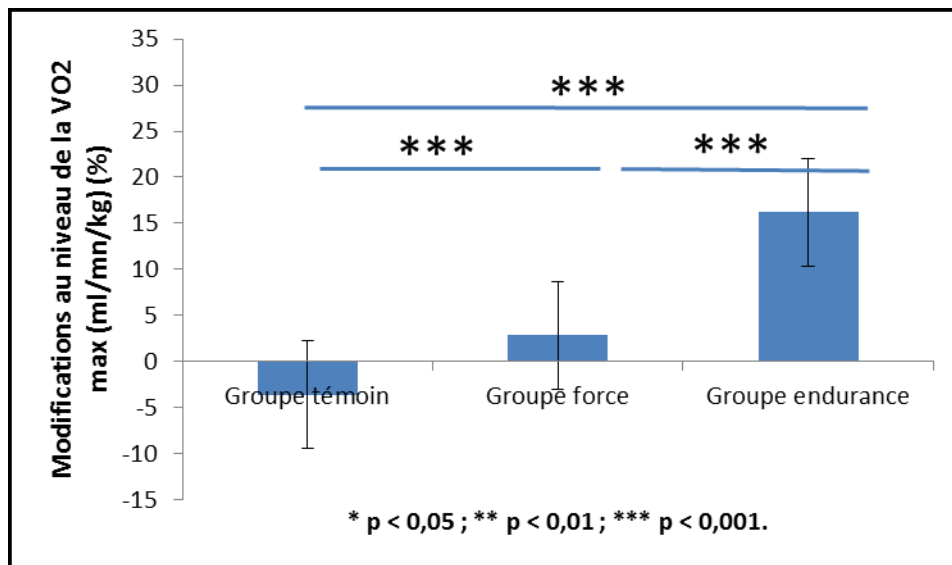 Modifications au niveau de la VO2
max (ml/mn/kg) (%)
35
30
25
20
15
10
5
0
-5
-10
-15
***
***
***
Groupe témoin
Groupe force
Groupe endurance
* p < 0,05 ; ** p < 0,01 ; *** p < 0,001.